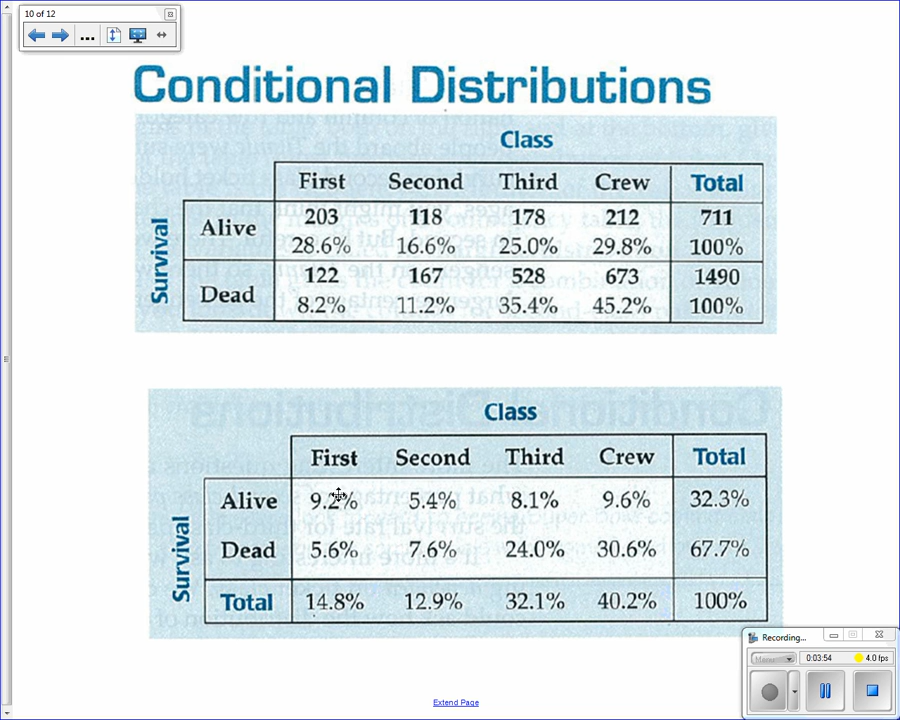 10 of 12
...
Conditional Distributions
Class
First Second Third Crew Total
Survival
Alive 203 118 178 212 711
28.6% 16.6% 25.0% 29.8% 100%
Dead 122 167 528 673 1490
8.2% 11.2% 35.4% 45.2% 100%
Class
First Second Third Crew Total
Survival
Alive 9.2% 5.4% 8.1% 9.6% 32.3%
Dead 5.6% 7.6% 24.0% 30.6% 67.7%
Total 14.8% 12.9% 32.1% 40.2% 100%
Recording...
Menu 0:03:54 4.0 fps
Extend Page